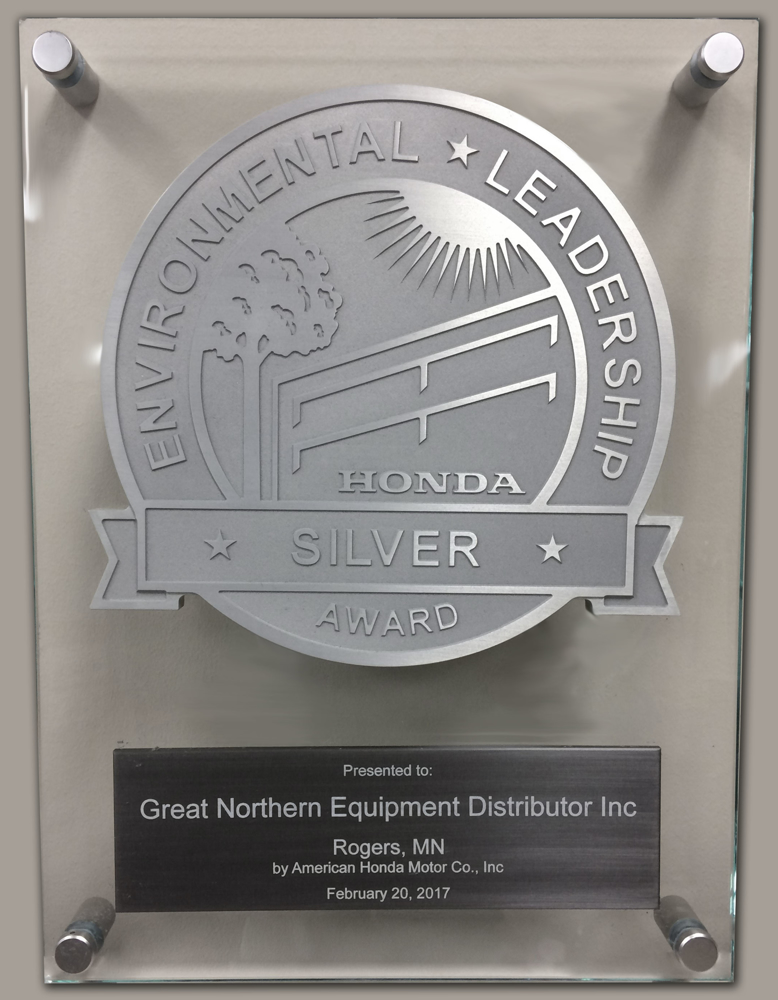 ENVIRONMENTAL ★ LEADERSHIP
HONDA
★ SILVER ★
AWARD
Presented to:
Great Northern Equipment Distributor Inc
Rogers, MN
by American Honda Motor Co., Inc
February 20, 2017